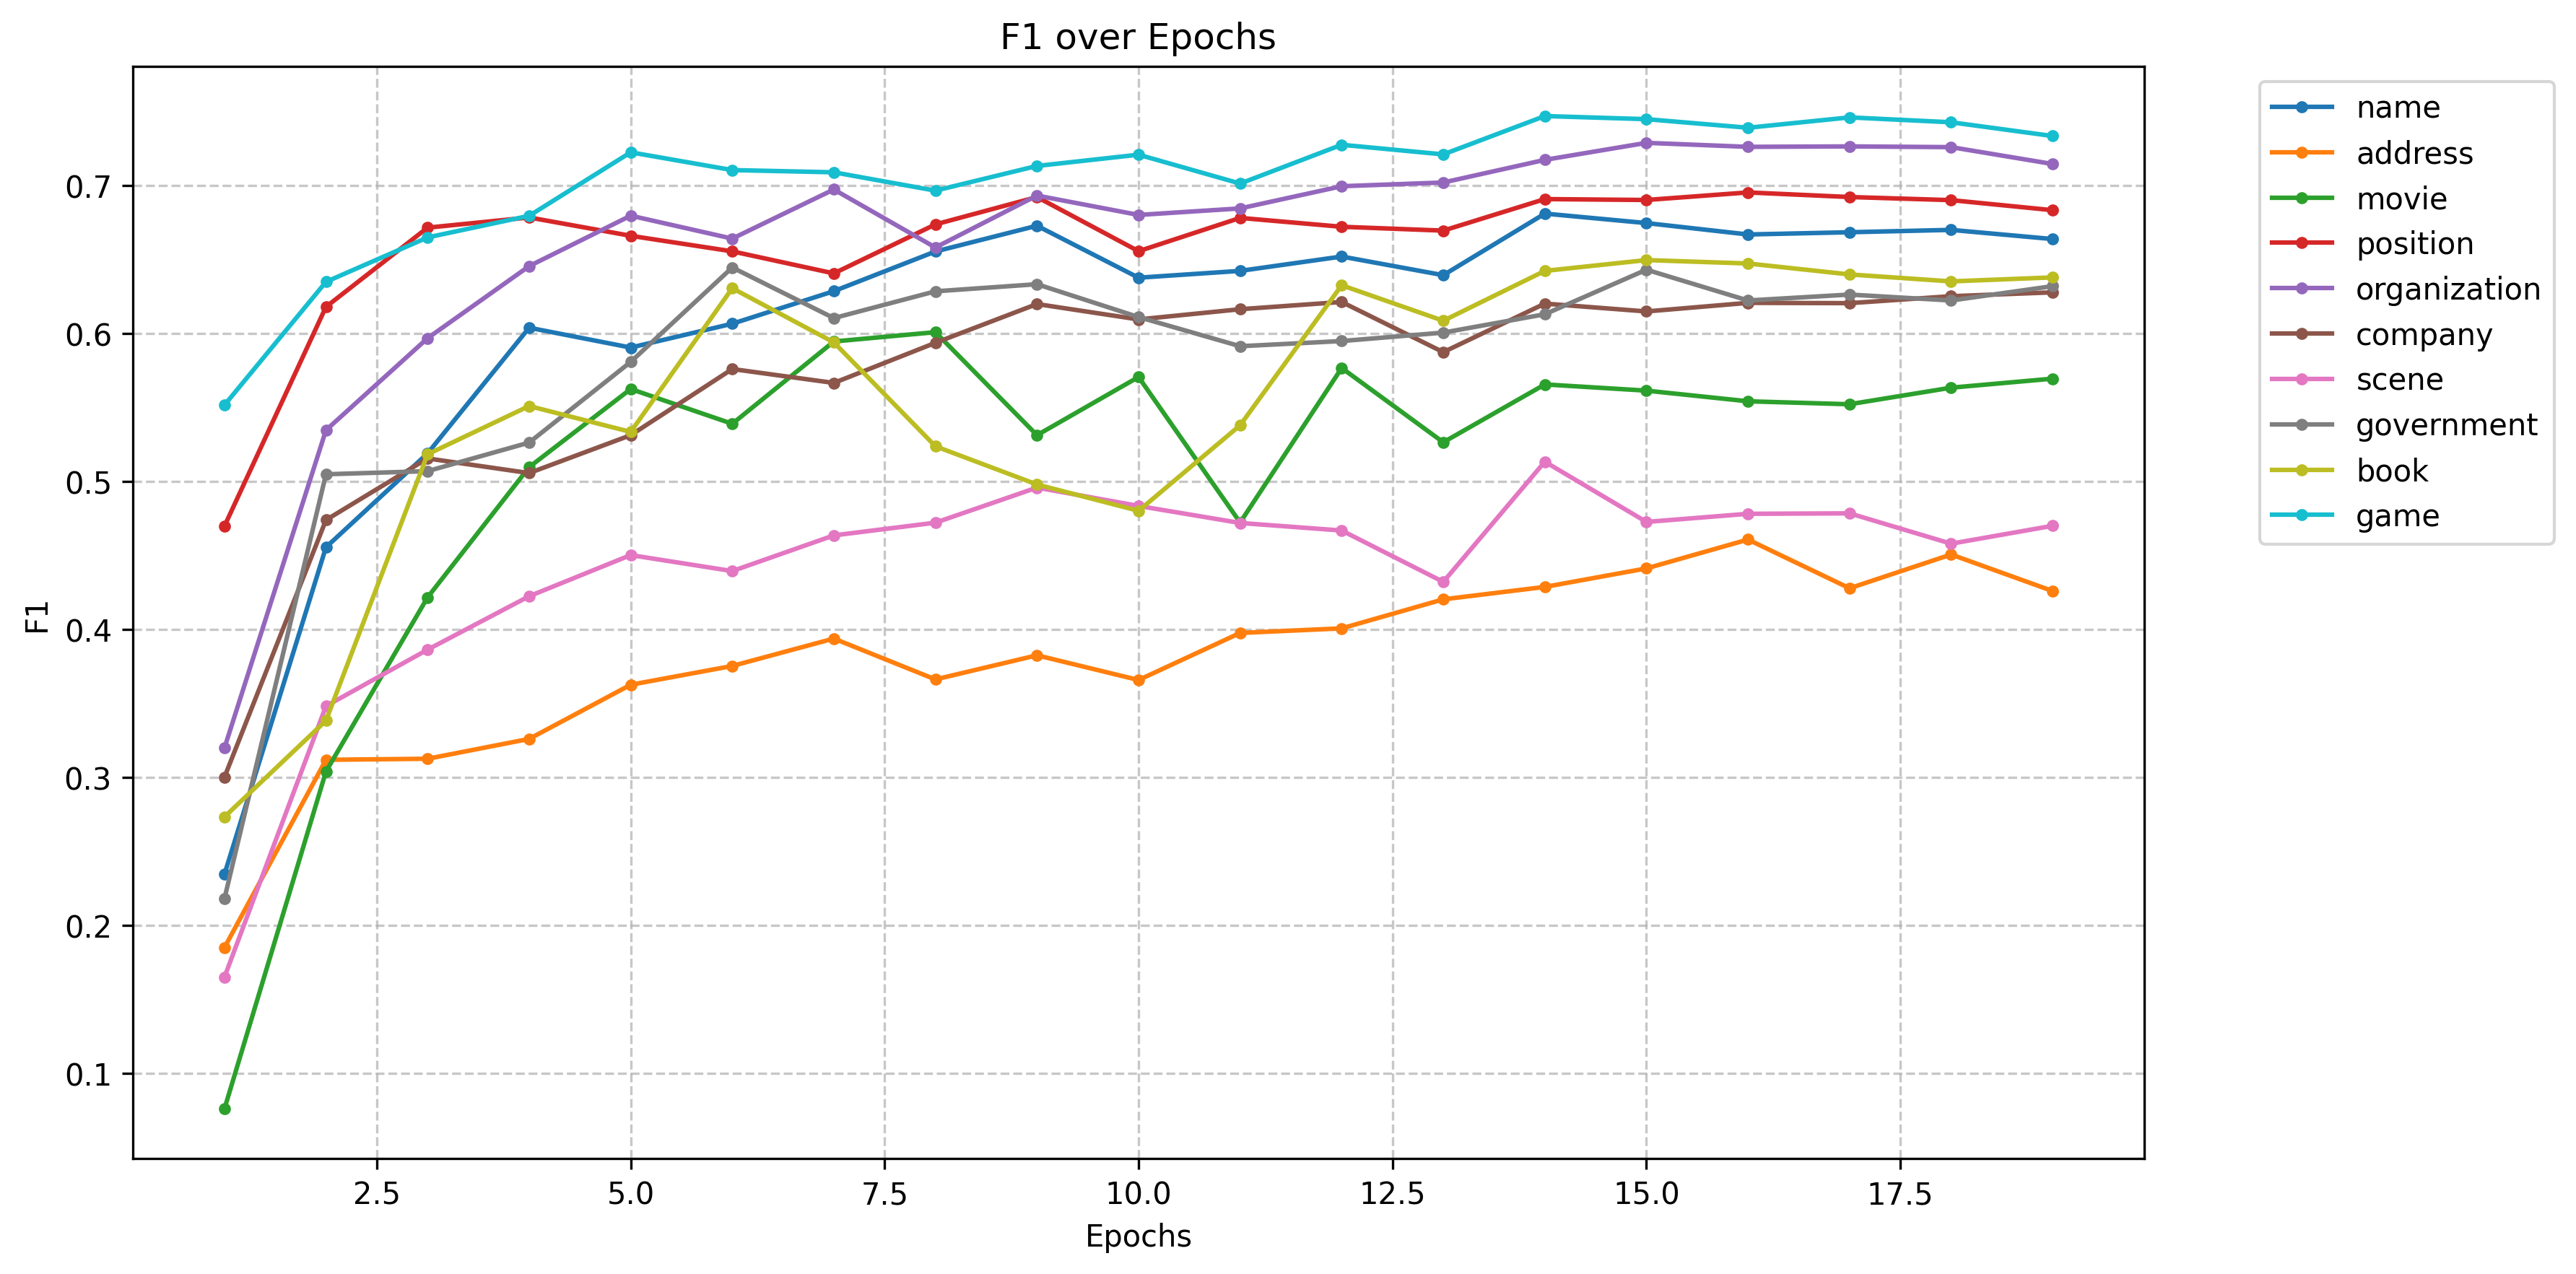 F1 over Epochs
F1
0.7
0.6
0.5
0.4
0.3
0.2
0.1
2.5 5.0 7.5 10.0 12.5 15.0 17.5
Epochs
name
address
movie
position
organization
company
scene
government
book
game